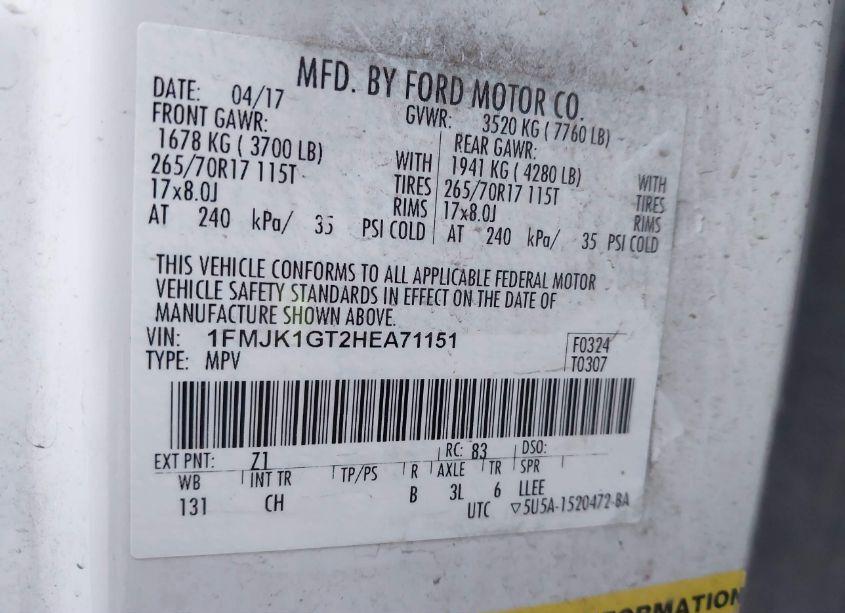 MFD. BY FORD MOTOR CO.
DATE: 04/17 GVWR: 3520 KG ( 7760 LB)
FRONT GAWR: REAR GAWR:
1678 KG ( 3700 LB) WITH 1941 KG ( 4280 LB) WITH
265/70R17 115T TIRES 265/70R17 115T TIRES
17x8.0J RIMS 17x8.0J RIMS
AT 240 kPa/ 35 PSI COLD AT 240 kPa/ 35 PSI COLD
THIS VEHICLE CONFORMS TO ALL APPLICABLE FEDERAL MOTOR
VEHICLE SAFETY STANDARDS IN EFFECT ON THE DATE OF
MANUFACTURE SHOWN ABOVE.
VIN: 1FMJK1GT2HEA71151 F0324
TYPE: MPV T0307
EXT PNT: Z1 RC: 83 DSO:
WB INT TR TP/PS R AXLE TR SPR
131 CH B 3L 6 LLEE
UTC ▽5U5A-1520472-BA
FORMATION